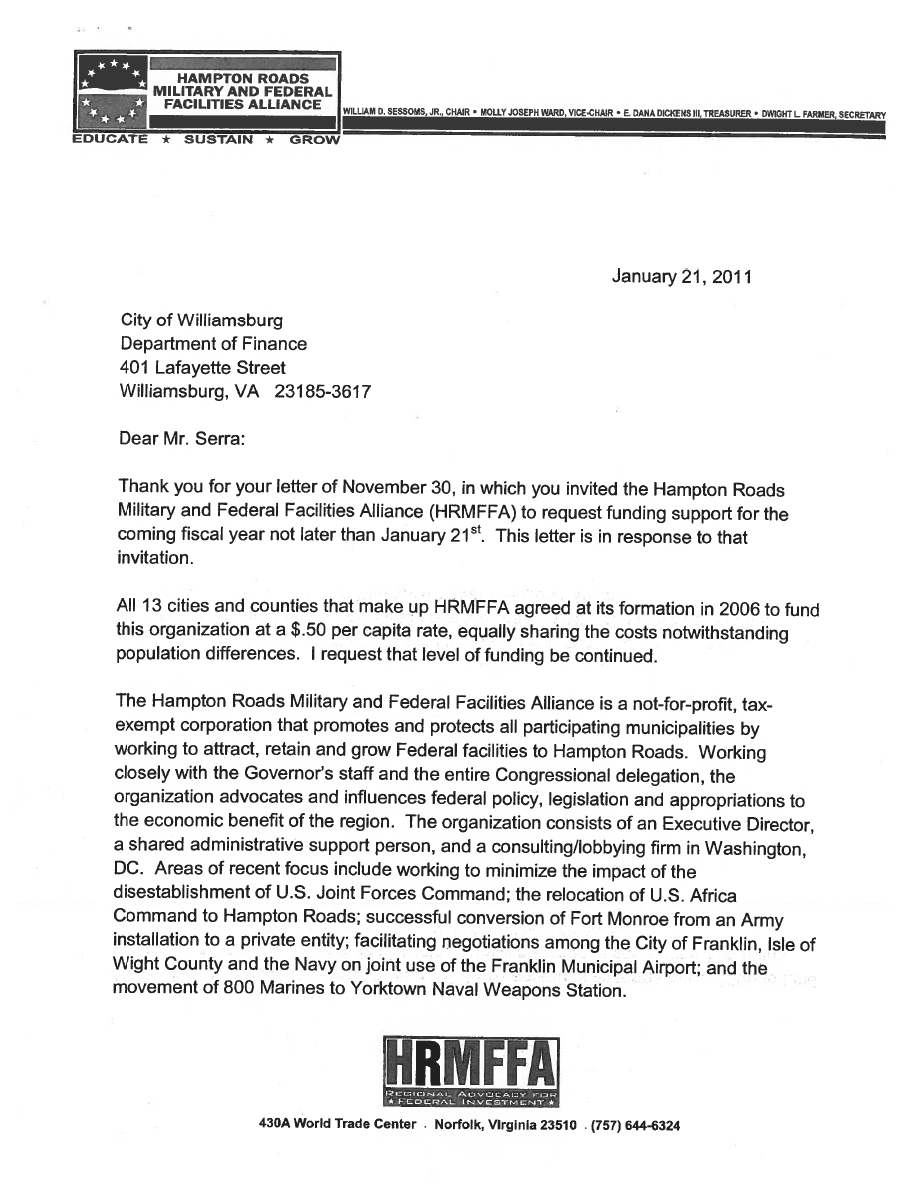 HAMPTON ROADS
MILITARY AND FEDERAL
FACILITIES ALLIANCE
WILLIAM D. SESSOMS, JR., CHAIR • MOLLY JOSEPH WARD, VICE-CHAIR • E. DANA DICKENS III, TREASURER • DWIGHT L. FARMER, SECRETARY
EDUCATE ★ SUSTAIN ★ GROW
January 21, 2011
City of Williamsburg
Department of Finance
401 Lafayette Street
Williamsburg, VA 23185-3617
Dear Mr. Serra:
Thank you for your letter of November 30, in which you invited the Hampton Roads
Military and Federal Facilities Alliance (HRMFFA) to request funding support for the
coming fiscal year not later than January 21st. This letter is in response to that
invitation.
All 13 cities and counties that make up HRMFFA agreed at its formation in 2006 to fund
this organization at a $.50 per capita rate, equally sharing the costs notwithstanding
population differences. I request that level of funding be continued.
The Hampton Roads Military and Federal Facilities Alliance is a not-for-profit, tax-
exempt corporation that promotes and protects all participating municipalities by
working to attract, retain and grow Federal facilities to Hampton Roads. Working
closely with the Governor's staff and the entire Congressional delegation, the
organization advocates and influences federal policy, legislation and appropriations to
the economic benefit of the region. The organization consists of an Executive Director,
a shared administrative support person, and a consulting/lobbying firm in Washington,
DC. Areas of recent focus include working to minimize the impact of the
disestablishment of U.S. Joint Forces Command; the relocation of U.S. Africa
Command to Hampton Roads; successful conversion of Fort Monroe from an Army
installation to a private entity; facilitating negotiations among the City of Franklin, Isle of
Wight County and the Navy on joint use of the Franklin Municipal Airport; and the
movement of 800 Marines to Yorktown Naval Weapons Station.
HRMFFA
REGIONAL ADVOCACY FOR
★ FEDERAL INVESTMENT ★
430A World Trade Center . Norfolk, Virginia 23510 . (757) 644-6324